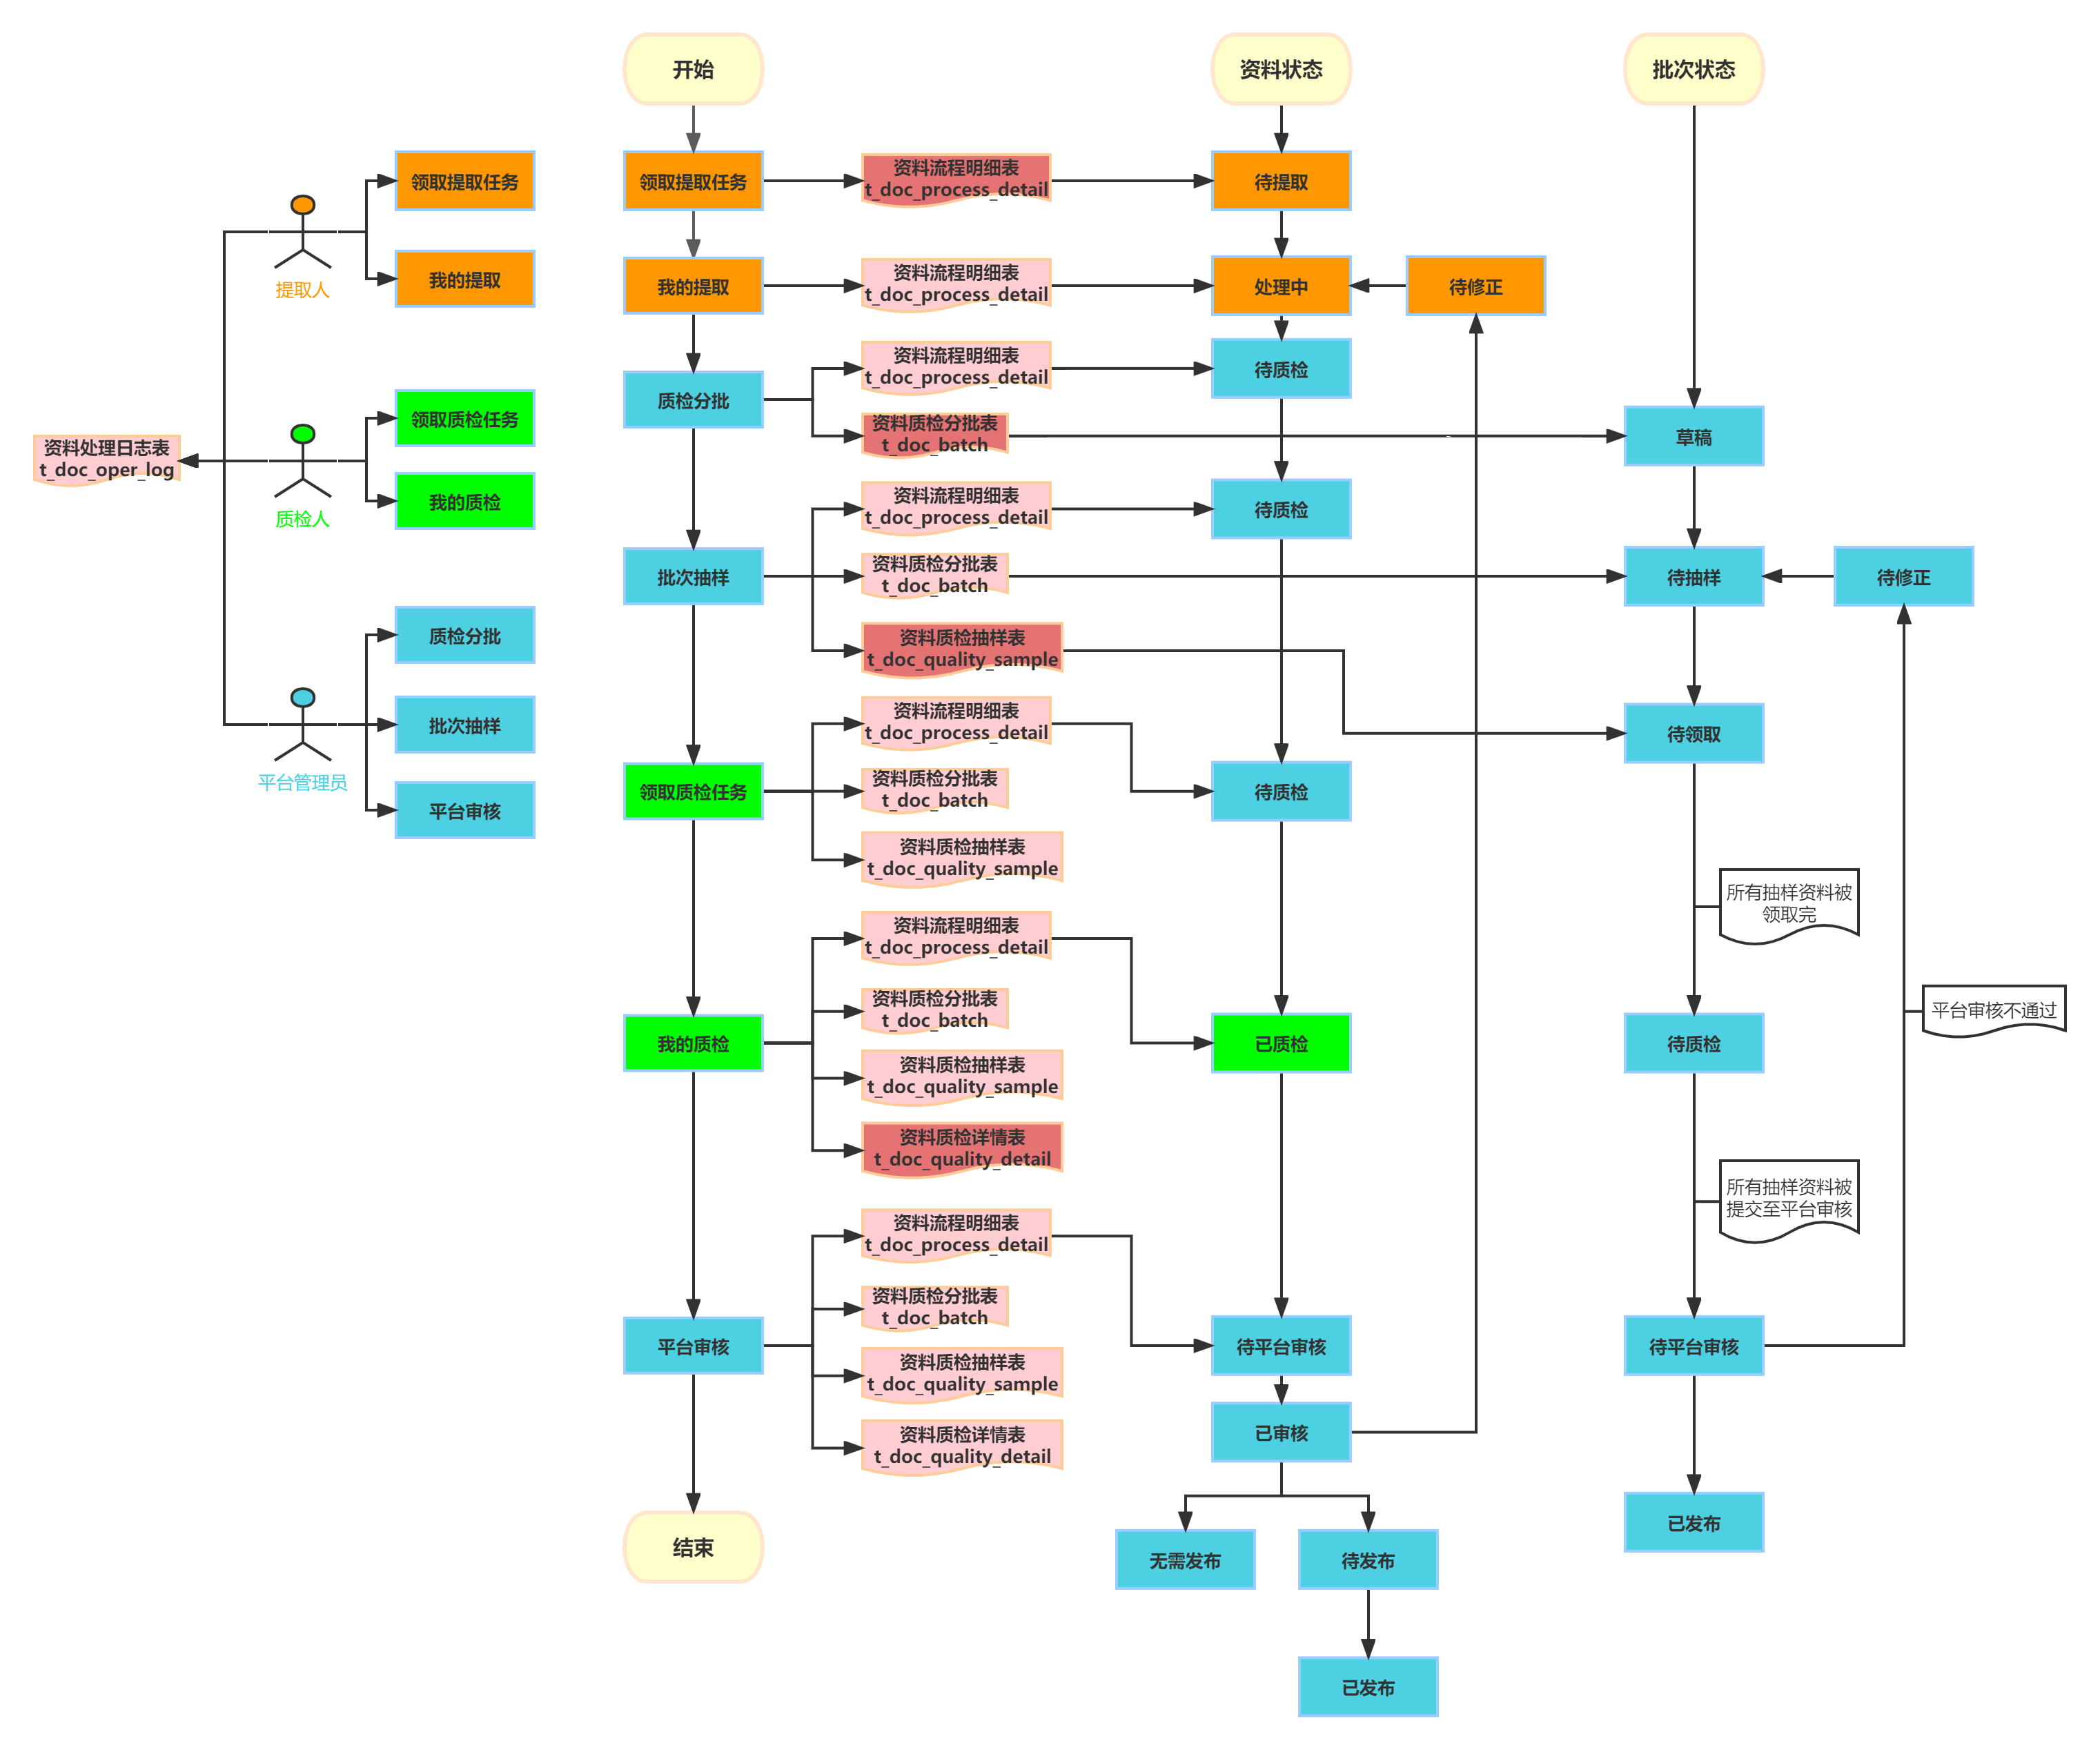 开始
资料状态
批次状态
领取提取任务
提取人
我的提取
领取质检任务
资料处理日志表
t_doc_oper_log
质检人
我的质检
质检分批
批次抽样
平台管理员
平台审核
领取提取任务
资料流程明细表
t_doc_process_detail
待提取
我的提取
资料流程明细表
t_doc_process_detail
处理中
待修正
质检分批
资料流程明细表
t_doc_process_detail
待质检
资料质检分批表
t_doc_batch
草稿
批次抽样
资料流程明细表
t_doc_process_detail
待质检
资料质检分批表
t_doc_batch
待抽样
待修正
资料质检抽样表
t_doc_quality_sample
待领取
领取质检任务
资料流程明细表
t_doc_process_detail
待质检
资料质检分批表
t_doc_batch
资料质检抽样表
t_doc_quality_sample
所有抽样资料被
领取完
我的质检
资料流程明细表
t_doc_process_detail
已质检
资料质检分批表
t_doc_batch
资料质检抽样表
t_doc_quality_sample
资料质检详情表
t_doc_quality_detail
待质检
平台审核不通过
所有抽样资料被
提交至平台审核
平台审核
资料流程明细表
t_doc_process_detail
待平台审核
资料质检分批表
t_doc_batch
资料质检抽样表
t_doc_quality_sample
资料质检详情表
t_doc_quality_detail
待平台审核
已审核
结束
无需发布
待发布
已发布
已发布